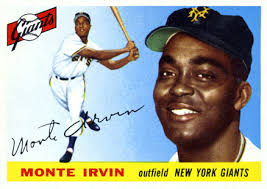 Giants
NY
Monte Irvin
MONTE IRVIN outfield NEW YORK GIANTS